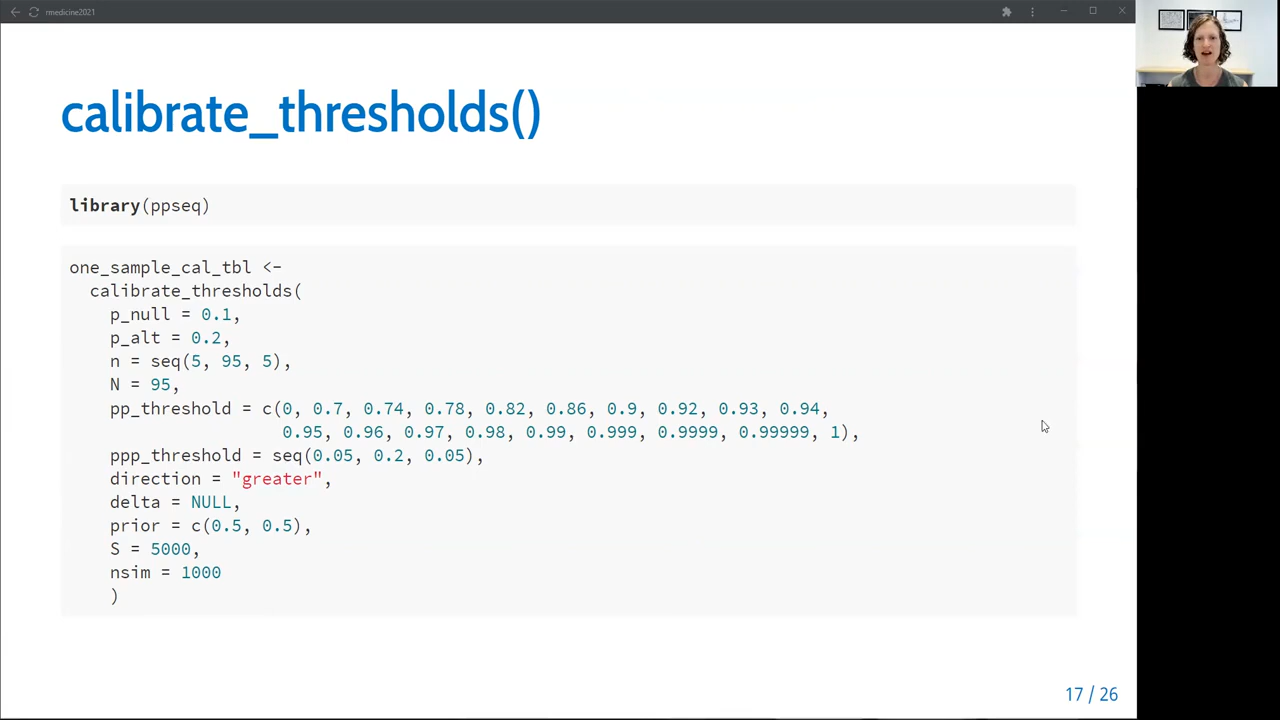 rmedicine2021
calibrate_thresholds()
library(ppseq)
one_sample_cal_tbl <-
  calibrate_thresholds(
    p_null = 0.1,
    p_alt = 0.2,
    n = seq(5, 95, 5),
    N = 95,
    pp_threshold = c(0, 0.7, 0.74, 0.78, 0.82, 0.86, 0.9, 0.92, 0.93, 0.94,
                     0.95, 0.96, 0.97, 0.98, 0.99, 0.999, 0.9999, 0.99999, 1),
    ppp_threshold = seq(0.05, 0.2, 0.05),
    direction = "greater",
    delta = NULL,
    prior = c(0.5, 0.5),
    S = 5000,
    nsim = 1000
    )
17 / 26